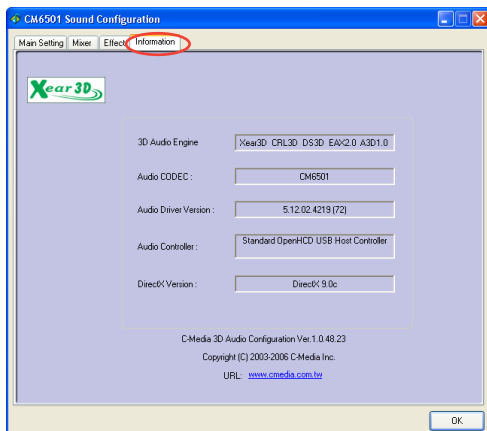 CM6501 Sound Configuration
Main Setting Mixer Effect Information
Xear 3D
3D Audio Engine Xear3D CRL3D DS3D EAX2.0 A3D1.0
Audio CODEC : CM6501
Audio Driver Version : 5.12.02.4219 (72)
Audio Controller : Standard OpenHCD USB Host Controller
DirectX Version : DirectX 9.0c
C-Media 3D Audio Configuration Ver.1.0.48.23
Copyright (C) 2003-2006 C-Media Inc.
URL: www.cmedia.com.tw
OK